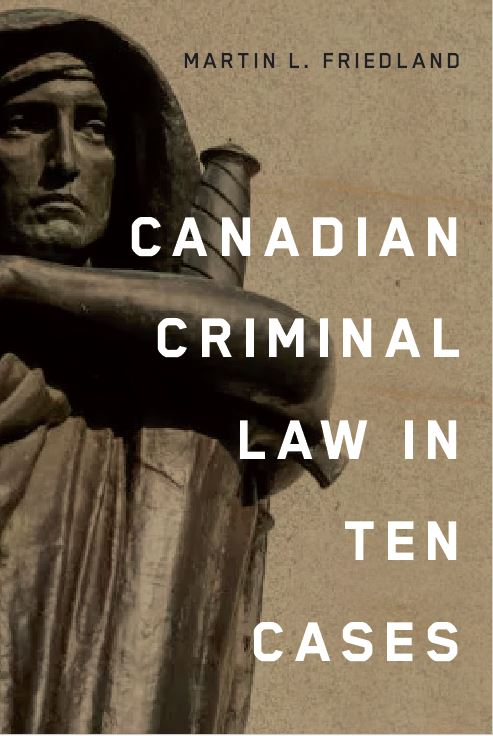 MARTIN L. FRIEDLAND
CANADIAN
CRIMINAL
LAW IN
TEN
CASES